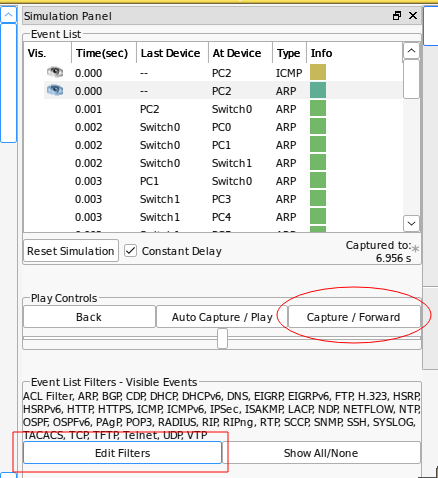 Simulation Panel
Event List
Vis. Time(sec) Last Device At Device Type Info
0.000 -- PC2 ICMP
0.000 -- PC2 ARP
0.001 PC2 Switch0 ARP
0.002 Switch0 PC0 ARP
0.002 Switch0 PC1 ARP
0.002 Switch0 Switch1 ARP
0.003 PC1 Switch0 ARP
0.003 Switch1 PC3 ARP
0.003 Switch1 PC4 ARP
Reset Simulation Constant Delay Captured to:
6.956 s
Play Controls
Back Auto Capture / Play Capture / Forward
Event List Filters - Visible Events
ACL Filter, ARP, BGP, CDP, DHCP, DHCPv6, DNS, EIGRP, EIGRPv6, FTP, H.323, HSRP,
HSRPv6, HTTP, HTTPS, ICMP, ICMPv6, IPSec, ISAKMP, LACP, NDP, NETFLOW, NTP,
OSPF, OSPFv6, PAgP, POP3, RADIUS, RIP, RIPng, RTP, SCCP, SNMP, SSH, SYSLOG,
TACACS, TCP, TFTP, Telnet, UDP, VTP
Edit Filters Show All/None